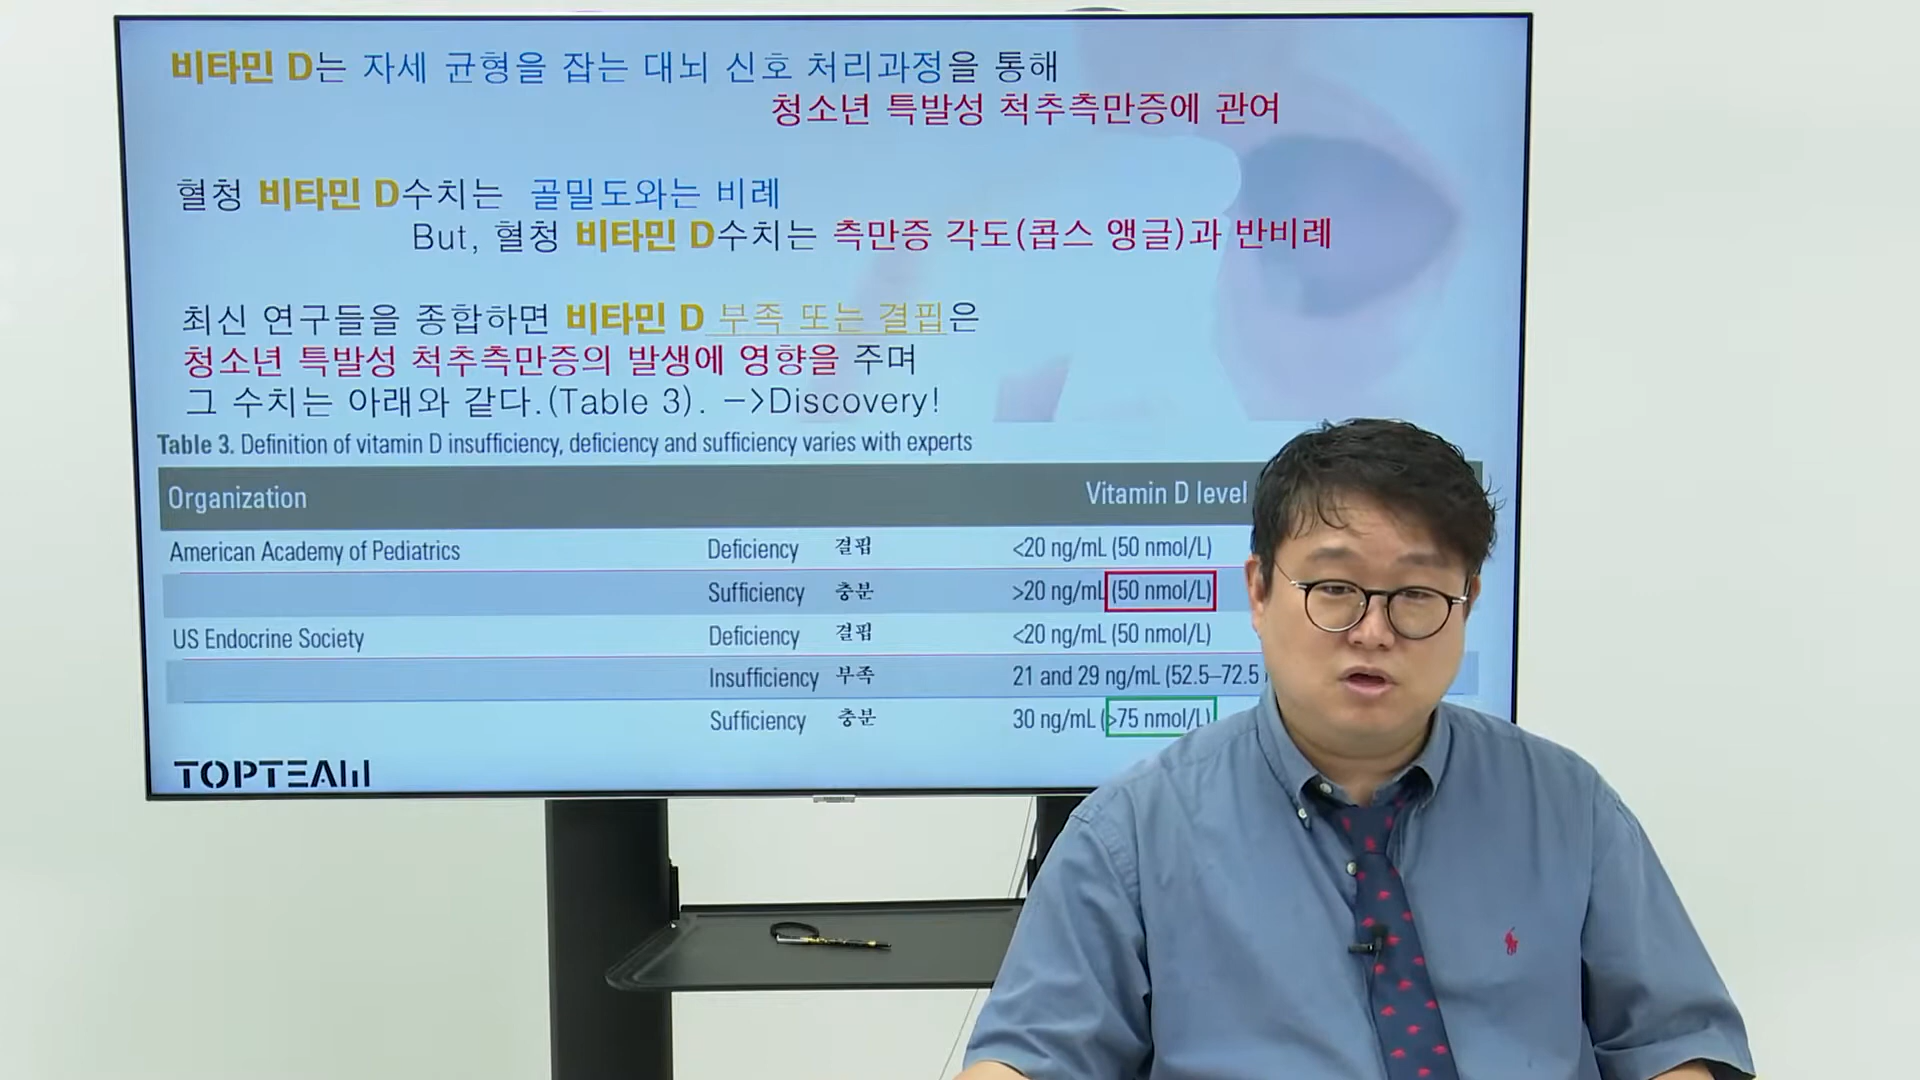 비타민 D는 자세 균형을 잡는 대뇌 신호 처리과정을 통해
청소년 특발성 척추측만증에 관여
혈청 비타민 D수치는 골밀도와는 비례
But, 혈청 비타민 D수치는 측만증 각도(콥스 앵글)과 반비례
최신 연구들을 종합하면 비타민 D 부족 또는 결핍은
청소년 특발성 척추측만증의 발생에 영향을 주며
그 수치는 아래와 같다.(Table 3). ->Discovery!
Table 3. Definition of vitamin D insufficiency, deficiency and sufficiency varies with experts
Organization Vitamin D level
American Academy of Pediatrics Deficiency 결핍 <20 ng/mL (50 nmol/L)
Sufficiency 충분 >20 ng/mL (50 nmol/L)
US Endocrine Society Deficiency 결핍 <20 ng/mL (50 nmol/L)
Insufficiency 부족 21 and 29 ng/mL (52.5–72.5
Sufficiency 충분 30 ng/mL (>75 nmol/L)
TOPTEAM